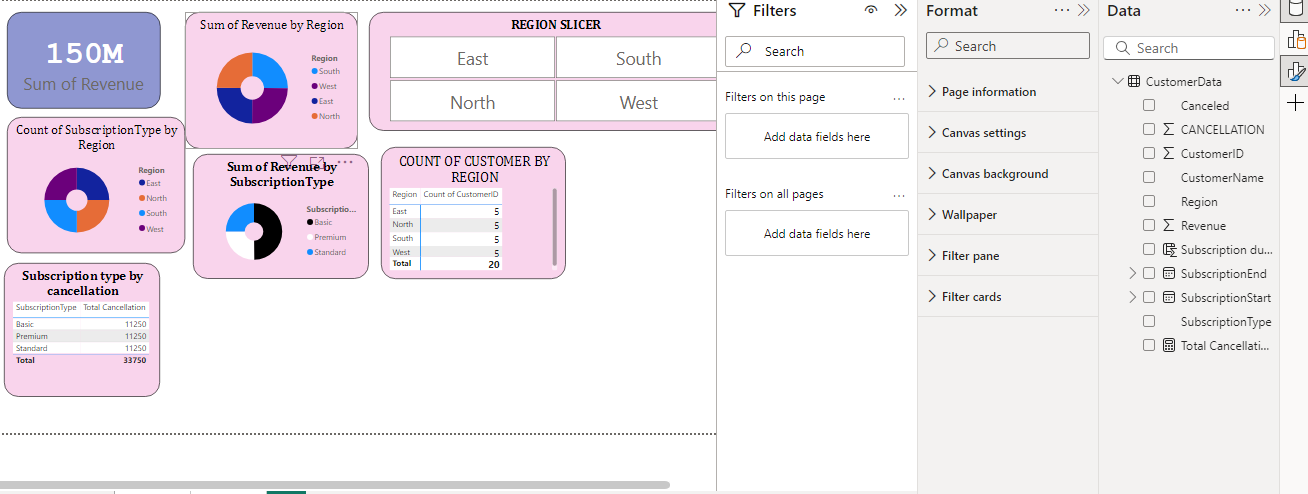 150M
Sum of Revenue
Sum of Revenue by Region
Region
South
West
East
North
REGION SLICER
East
South
North
West
Count of SubscriptionType by
Region
Region
East
North
South
West
Sum of Revenue by
SubscriptionType
Subscriptio...
Basic
Premium
Standard
COUNT OF CUSTOMER BY
REGION
Region Count of CustomerID
East 5
North 5
South 5
West 5
Total 20
Subscription type by
cancellation
SubscriptionType Total Cancellation
Basic 11250
Premium 11250
Standard 11250
Total 33750
Filters
Search
Filters on this page
Add data fields here
Filters on all pages
Add data fields here
Format
Search
Page information
Canvas settings
Canvas background
Wallpaper
Filter pane
Filter cards
Data
Search
CustomerData
Canceled
CANCELLATION
CustomerID
CustomerName
Region
Revenue
Subscription du...
SubscriptionEnd
SubscriptionStart
SubscriptionType
Total Cancellati...